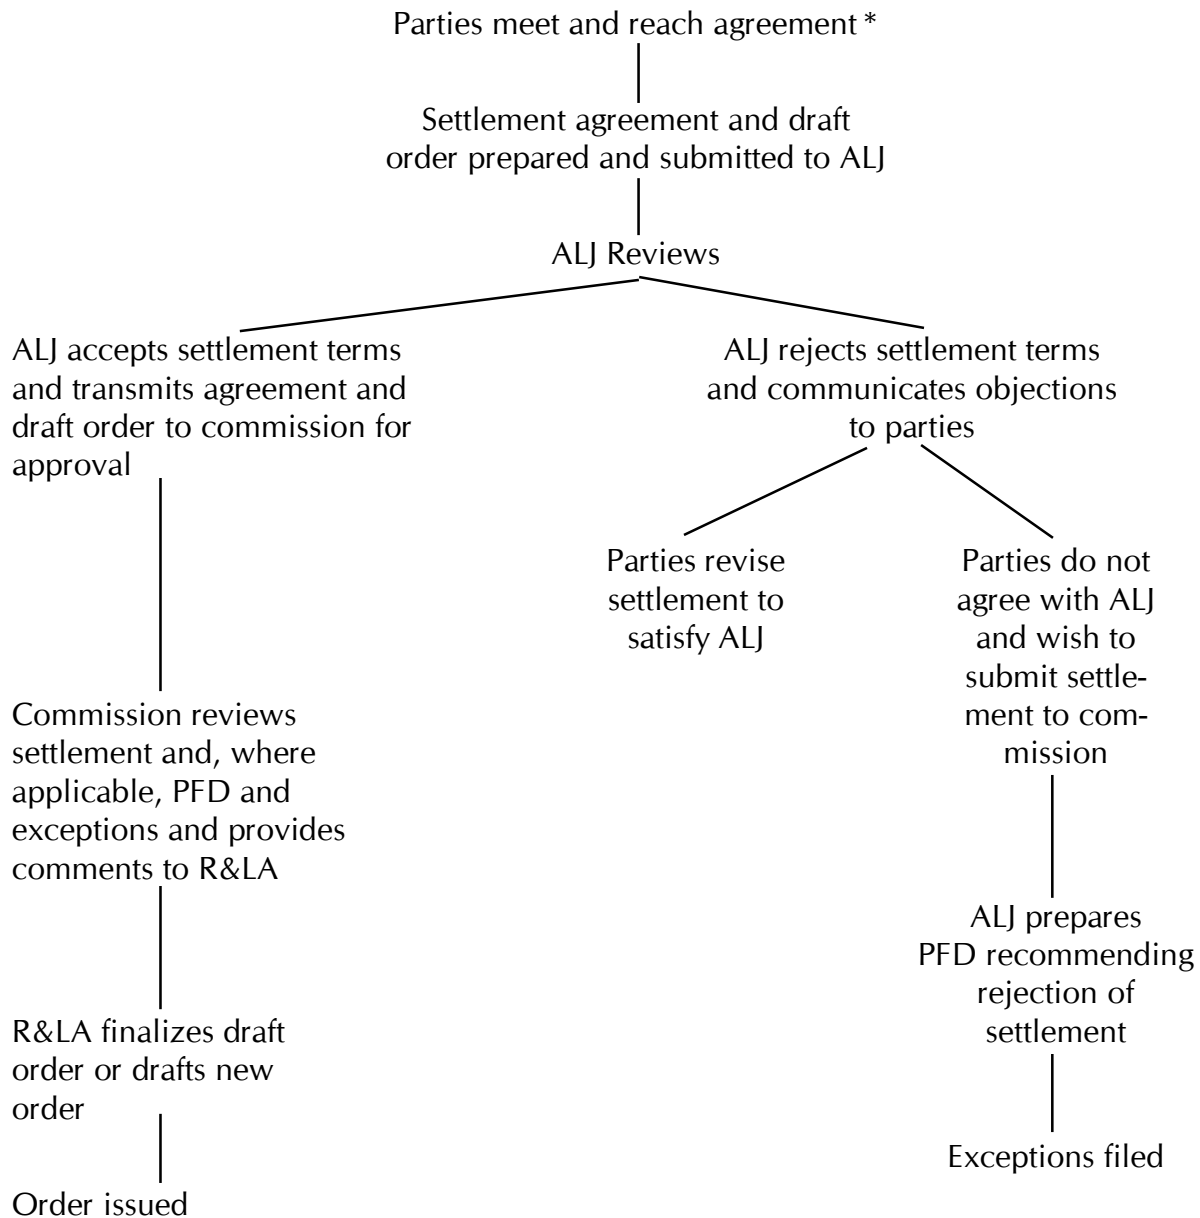 Parties meet and reach agreement *
Settlement agreement and draft
order prepared and submitted to ALJ
ALJ Reviews
ALJ accepts settlement terms
and transmits agreement and
draft order to commission for
approval
ALJ rejects settlement terms
and communicates objections
to parties
Parties revise
settlement to
satisfy ALJ
Parties do not
agree with ALJ
and wish to
submit settle-
ment to com-
mission
Commission reviews
settlement and, where
applicable, PFD and
exceptions and provides
comments to R&LA
ALJ prepares
PFD recommending
rejection of
settlement
R&LA finalizes draft
order or drafts new
order
Exceptions filed
Order issued